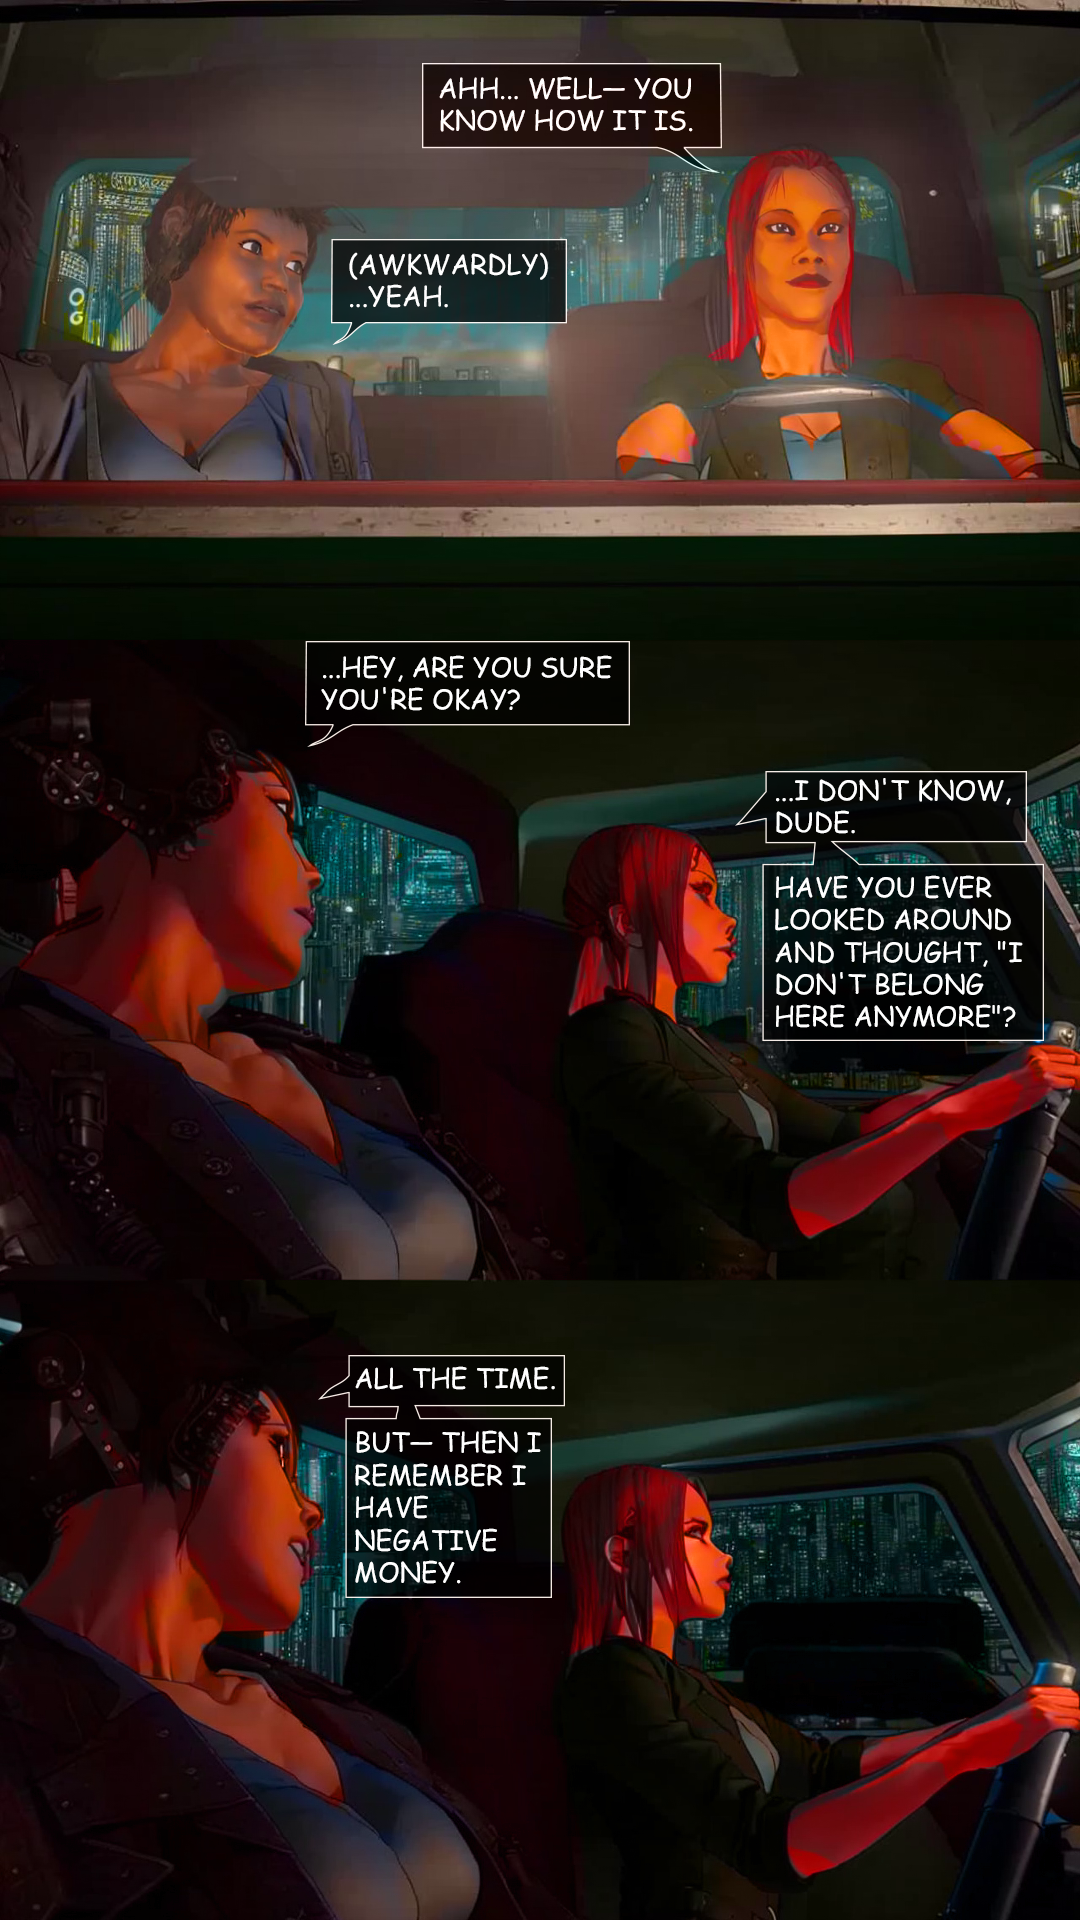 AHH... WELL— YOU
KNOW HOW IT IS.
(AWKWARDLY)
...YEAH.
...HEY, ARE YOU SURE
YOU'RE OKAY?
...I DON'T KNOW,
DUDE.
HAVE YOU EVER
LOOKED AROUND
AND THOUGHT, "I
DON'T BELONG
HERE ANYMORE"?
ALL THE TIME.
BUT— THEN I
REMEMBER I
HAVE
NEGATIVE
MONEY.